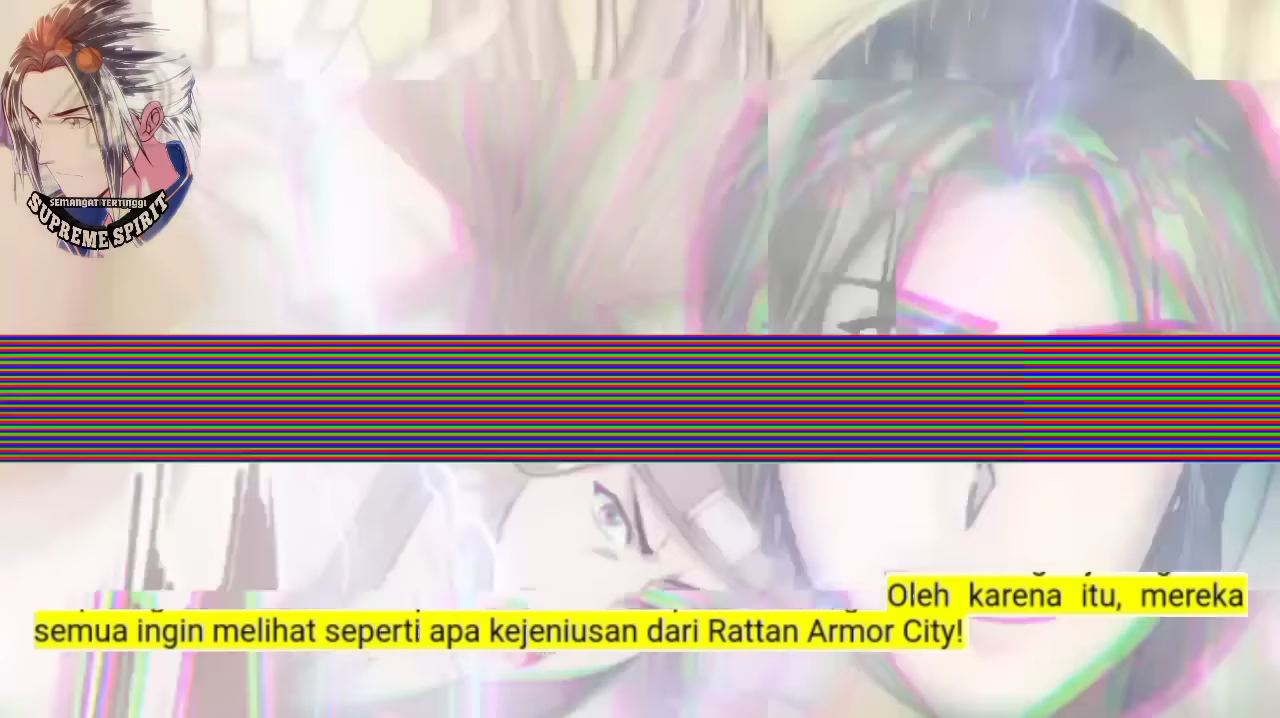 SEMANGAT TERTINGGI
SUPREME SPIRIT
Oleh karena itu, mereka
semua ingin melihat seperti apa kejeniusan dari Rattan Armor City!